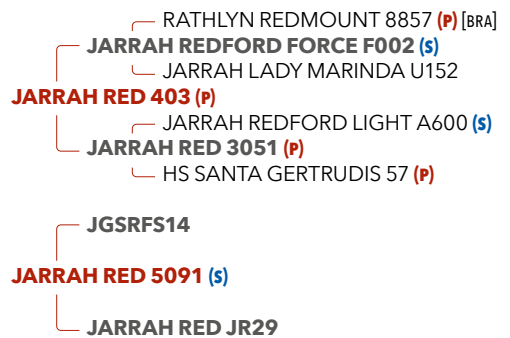 RATHLYN REDMOUNT 8857 (P) [BRA]
JARRAH REDFORD FORCE F002 (S)
JARRAH LADY MARINDA U152
JARRAH RED 403 (P)
JARRAH REDFORD LIGHT A600 (S)
JARRAH RED 3051 (P)
HS SANTA GERTRUDIS 57 (P)
JGSRFS14
JARRAH RED 5091 (S)
JARRAH RED JR29